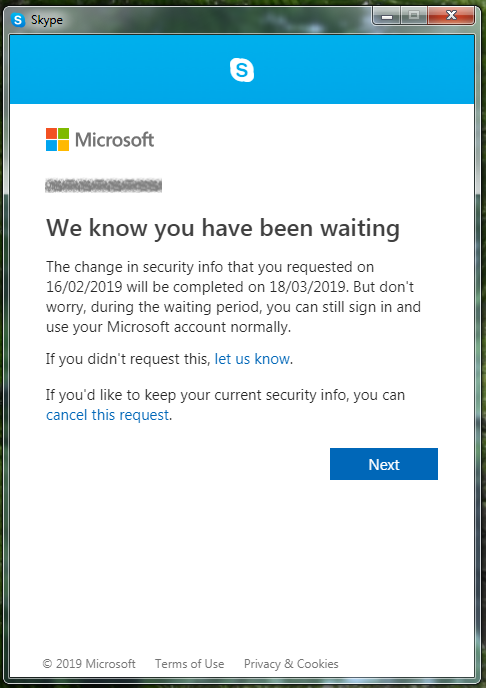 Skype
Microsoft
We know you have been waiting
The change in security info that you requested on
16/02/2019 will be completed on 18/03/2019. But don't
worry, during the waiting period, you can still sign in and
use your Microsoft account normally.
If you didn't request this, let us know.
If you'd like to keep your current security info, you can
cancel this request.
Next
© 2019 Microsoft Terms of Use Privacy & Cookies